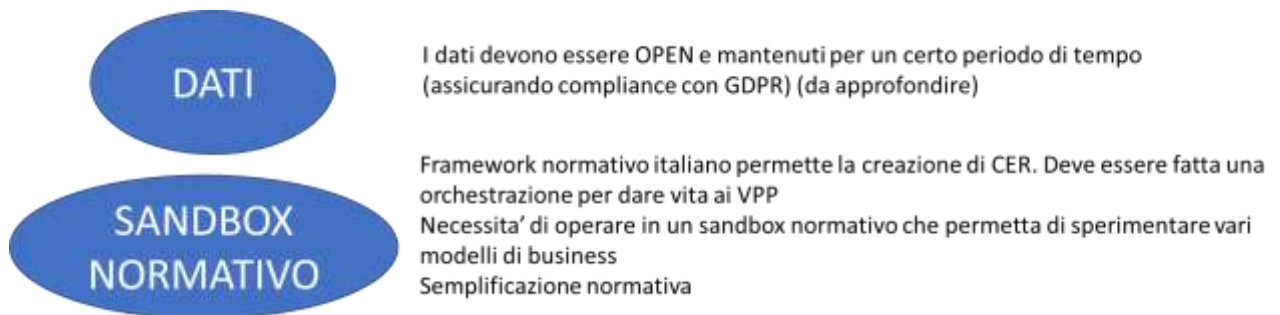 DATI
I dati devono essere OPEN e mantenuti per un certo periodo di tempo
(assicurando compliance con GDPR) (da approfondire)
SANDBOX
NORMATIVO
Framework normativo italiano permette la creazione di CER. Deve essere fatta una
orchestrazione per dare vita ai VPP
Necessita' di operare in un sandbox normativo che permetta di sperimentare vari
modelli di business
Semplificazione normativa